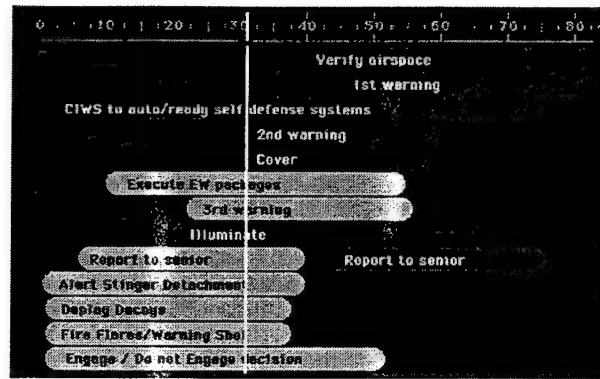 0 10 20 30 40 50 60 70 80
Verify airspace
1st warning
CIWS to auto/ready self defense systems
2nd warning
Cover
Execute EW packages
3rd warning
Illuminate
Report to senior Report to senior
Alert Stinger Detachment
Deploy Decoys
Fire Flares/Warning Shot
Engage / Do not Engage decision